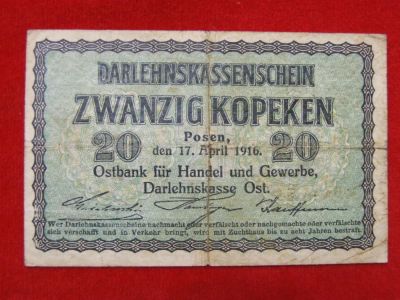 DARLEHNSKASSENSCHEIN
ZWANZIG KOPEKEN
20 Posen, 20
den 17. April 1916.
Ostbank für Handel und Gewerbe,
Darlehnskasse Ost.
Wer Darlehnskassenscheine nachmacht oder verfälscht oder nachgemachte oder verfälschte
sich verschafft und in Verkehr bringt, wird mit Zuchthaus bis zu acht Jahren bestraft.